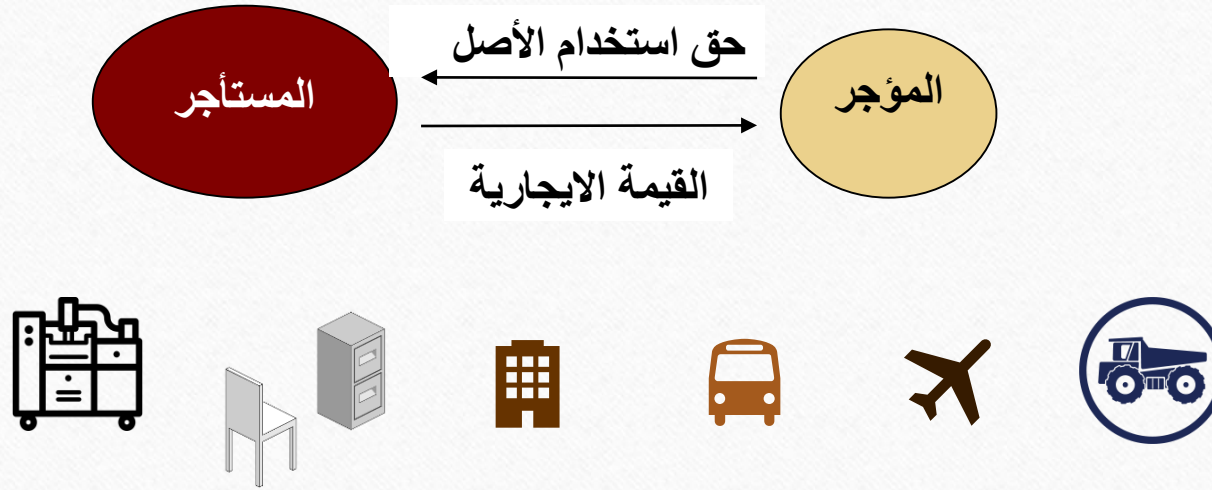 حق استخدام الأصل
المؤجر
المستأجر
القيمة الايجارية